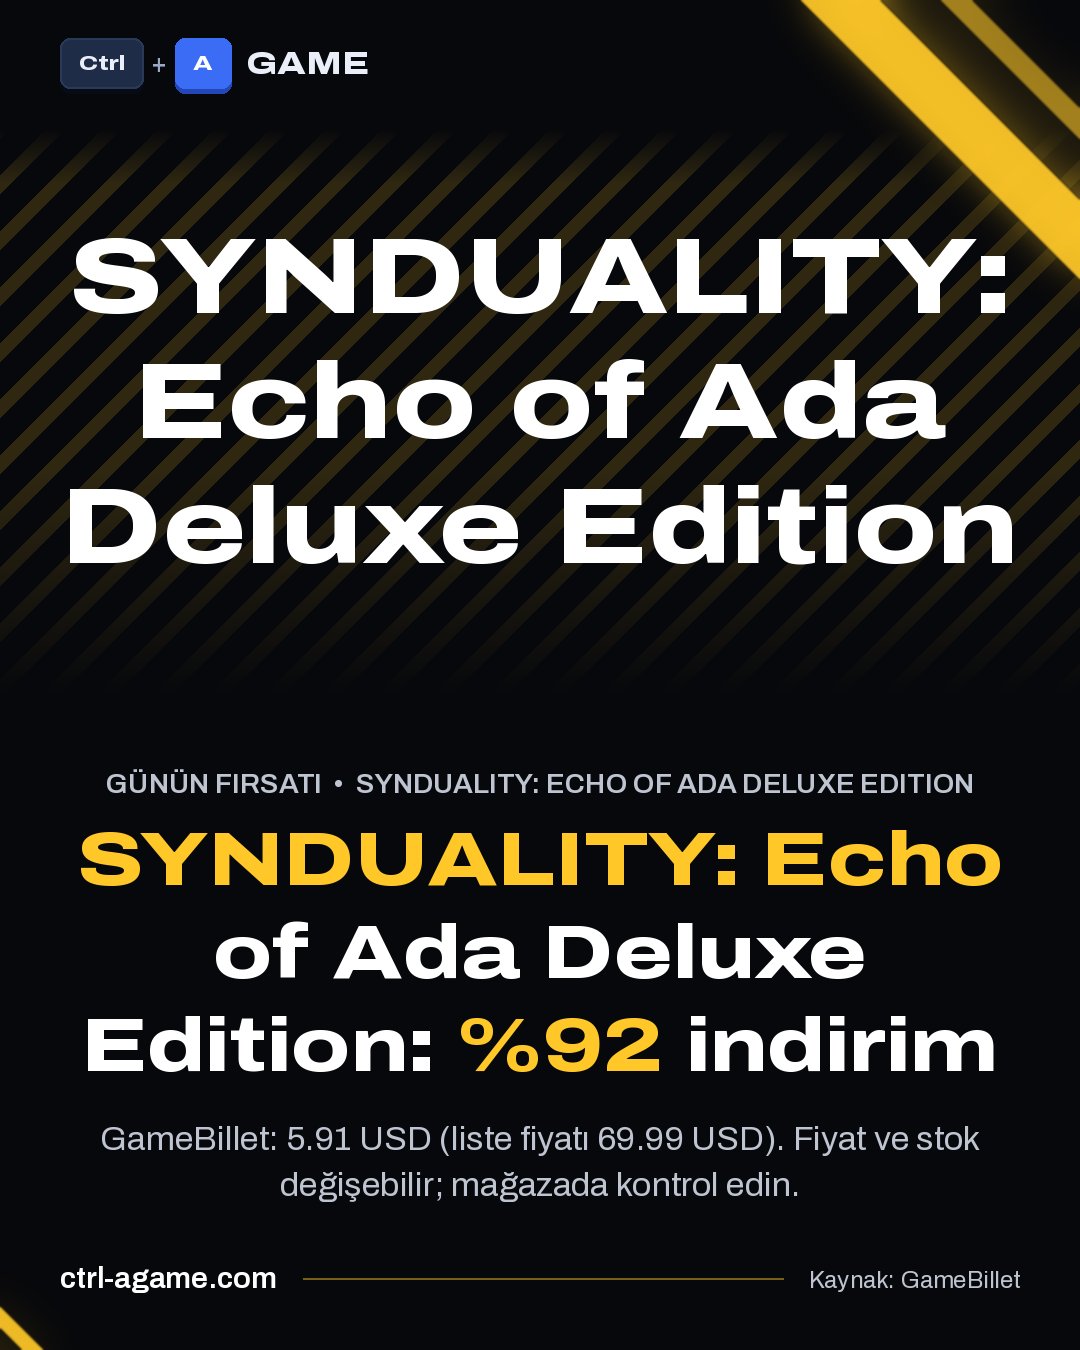 Ctrl + A GAME
SYNDUALITY:
Echo of Ada
Deluxe Edition
GÜNÜN FIRSATI • SYNDUALITY: ECHO OF ADA DELUXE EDITION
SYNDUALITY: Echo
of Ada Deluxe
Edition: %92 indirim
GameBillet: 5.91 USD (liste fiyatı 69.99 USD). Fiyat ve stok
değişebilir; mağazada kontrol edin.
ctrl-agame.com
Kaynak: GameBillet